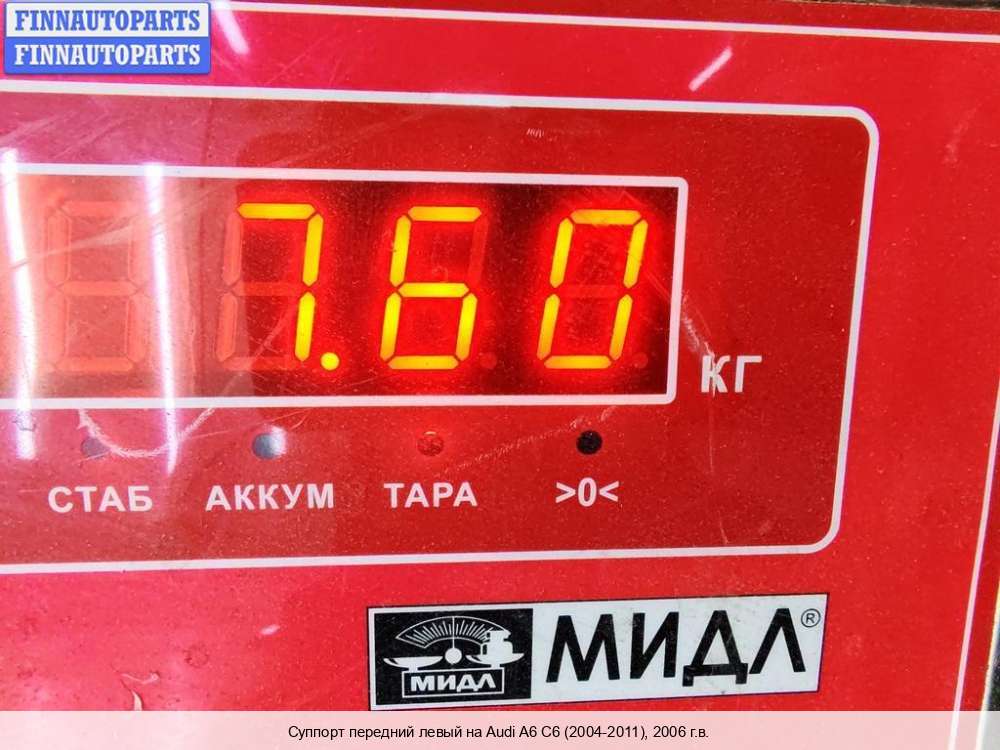 FINNAUTOPARTS
FINNAUTOPARTS
7.60
КГ
СТАБ АККУМ ТАРА >0<
МИДЛ МИДЛ®
Суппорт передний левый на Audi A6 C6 (2004-2011), 2006 г.в.